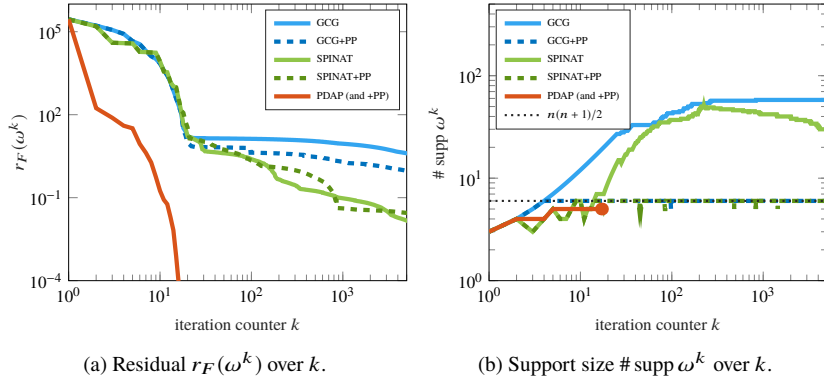 10^5
10^2
10^{-1}
10^{-4}
r_F(ω^k)
10^0
10^1
10^2
10^3
iteration counter k
GCG
GCG+PP
SPINAT
SPINAT+PP
PDAP (and +PP)
(a) Residual r_F(ω^k) over k.
10^2
10^1
10^0
# supp ω^k
10^0
10^1
10^2
10^3
iteration counter k
GCG
GCG+PP
SPINAT
SPINAT+PP
PDAP (and +PP)
n(n + 1)/2
(b) Support size # supp ω^k over k.